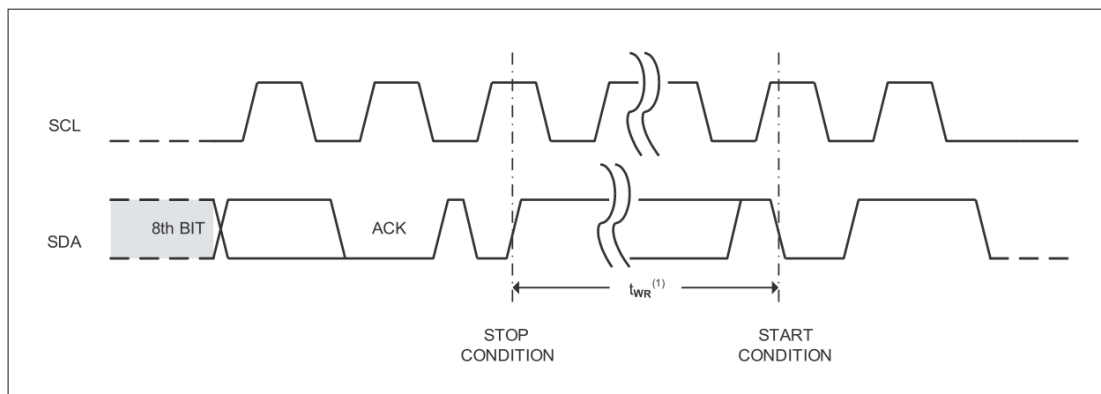 SCL
8th BIT
ACK
SDA
tWR(1)
STOP
CONDITION
START
CONDITION